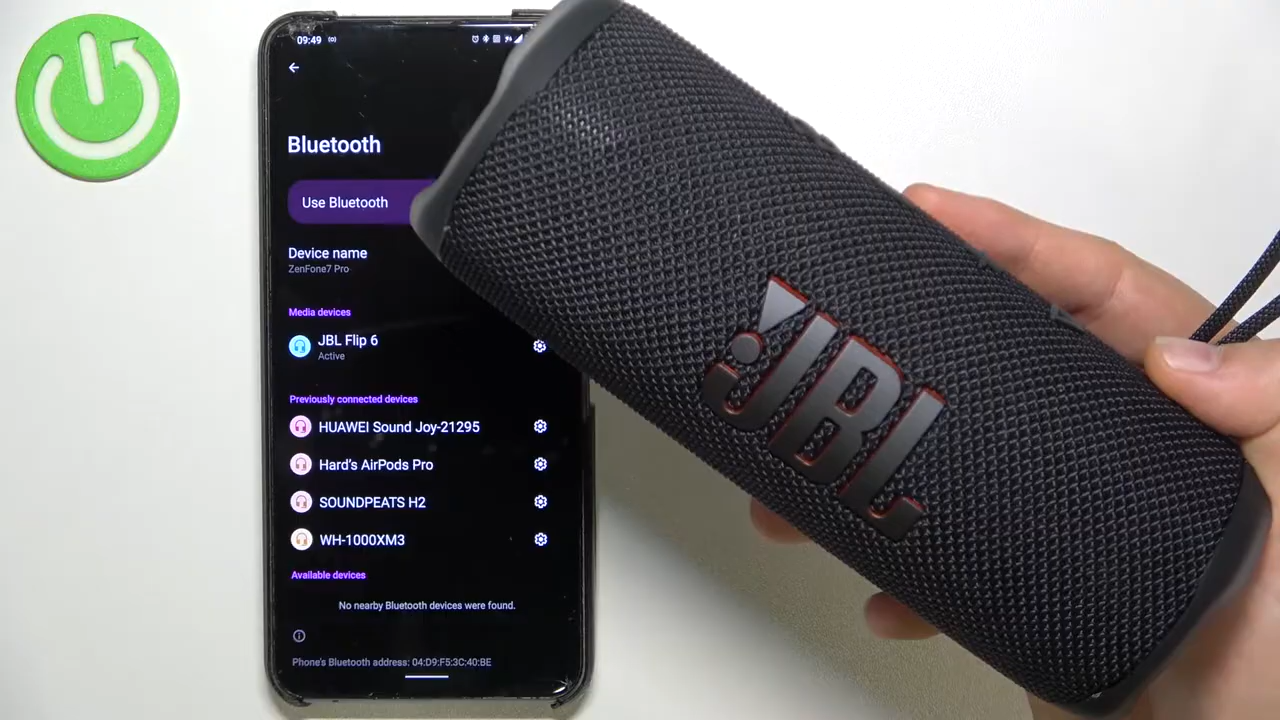 09:49
Bluetooth
Use Bluetooth
Device name
ZenFone7 Pro
Media devices
JBL Flip 6
Active
Previously connected devices
HUAWEI Sound Joy-21295
Hard's AirPods Pro
SOUNDPEATS H2
WH-1000XM3
Available devices
No nearby Bluetooth devices were found.
Phone's Bluetooth address: 04:D9:F5:3C:40:BE
JBL